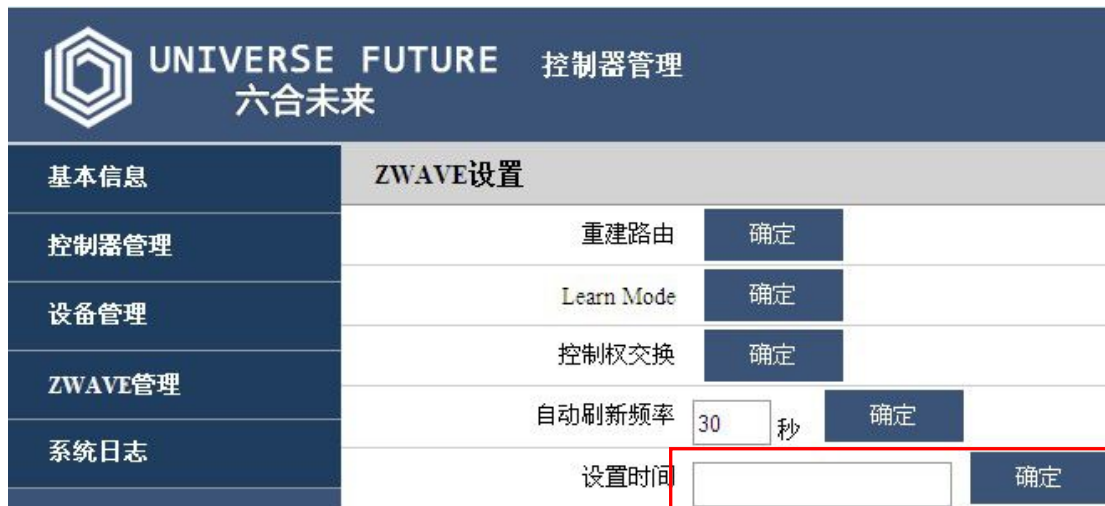 UNIVERSE FUTURE 控制器管理
六合未来
基本信息
控制器管理
设备管理
ZWAVE管理
系统日志
ZWAVE设置
重建路由 确定
Learn Mode 确定
控制权交换 确定
自动刷新频率 30 秒 确定
设置时间 确定